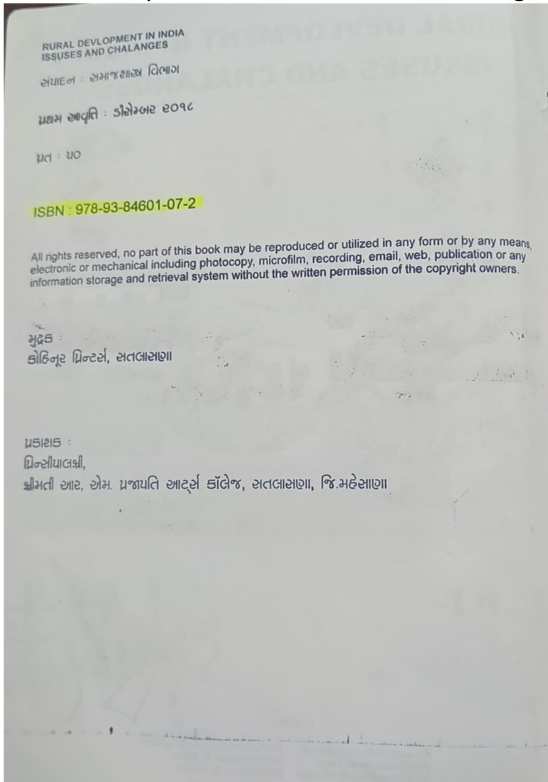 RURAL DEVLOPMENT IN INDIA
ISSUSES AND CHALANGES
સંપાદન : સમાજશાસ્ત્ર વિભાગ
પ્રથમ આવૃતિ : ડીસેમ્બર ૨૦૧૮
પ્રત : ૫૦
ISBN : 978-93-84601-07-2
All rights reserved, no part of this book may be reproduced or utilized in any form or by any means,
electronic or mechanical including photocopy, microfilm, recording, email, web, publication or any
information storage and retrieval system without the written permission of the copyright owners.
મુદ્રક :
કોહિનૂર પ્રિન્ટર્સ, સતલાસણા
પ્રકાશક :
પ્રિન્સીપાલશ્રી,
શ્રીમતી આર, એમ. પ્રજાપતિ આર્ટ્સ કૉલેજ, સતલાસણા, જિ.મહેસાણા